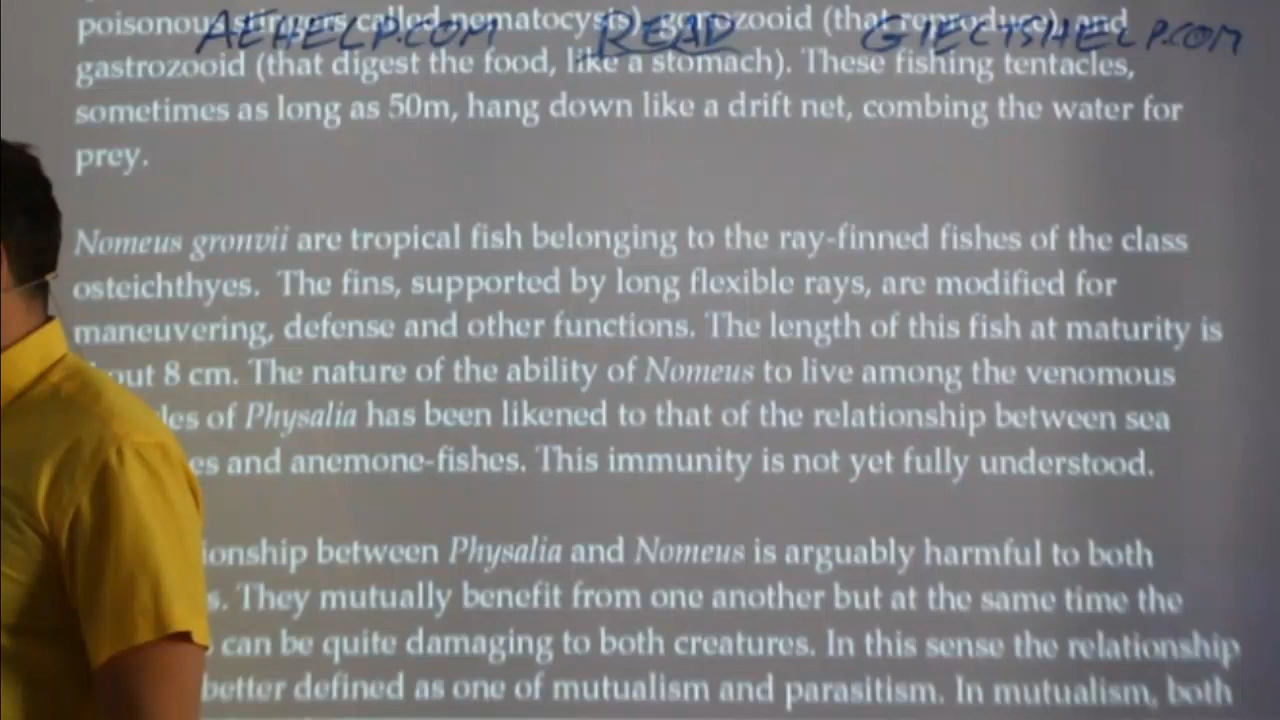 AEHELP.COM READ GIELTSHELP.COM
poisonous stingers called nematocysts), gonozooid (that reproduce) and
gastrozooid (that digest the food, like a stomach). These fishing tentacles,
sometimes as long as 50m, hang down like a drift net, combing the water for
prey.
Nomeus gronvii are tropical fish belonging to the ray-finned fishes of the class
osteichthyes. The fins, supported by long flexible rays, are modified for
maneuvering, defense and other functions. The length of this fish at maturity is
out 8 cm. The nature of the ability of Nomeus to live among the venomous
les of Physalia has been likened to that of the relationship between sea
es and anemone-fishes. This immunity is not yet fully understood.
ionship between Physalia and Nomeus is arguably harmful to both
s. They mutually benefit from one another but at the same time the
can be quite damaging to both creatures. In this sense the relationship
better defined as one of mutualism and parasitism. In mutualism, both